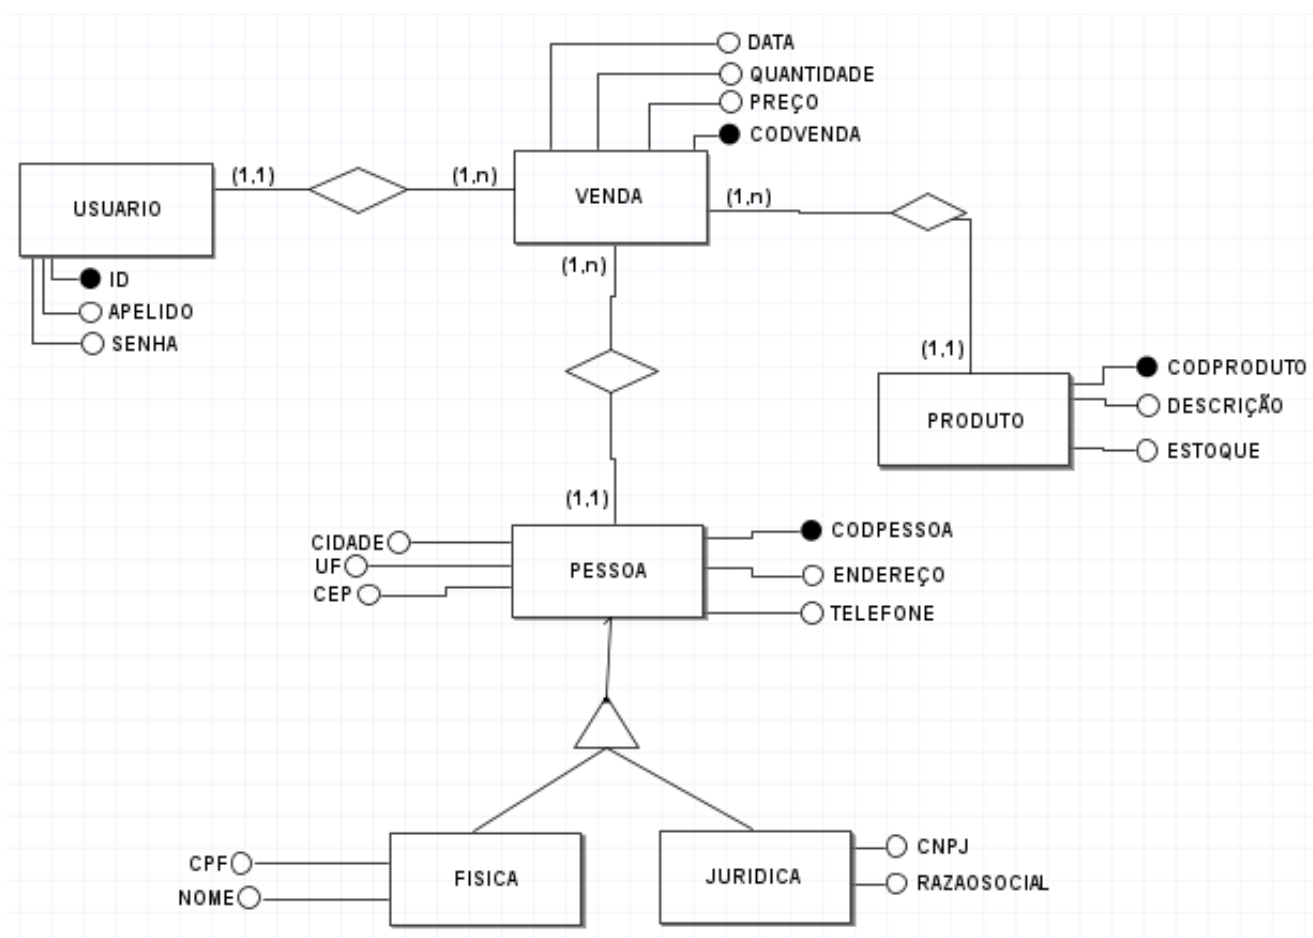 DATA
QUANTIDADE
PREÇO
CODVENDA
(1,1)
(1,n)
USUARIO
VENDA
(1,n)
ID
APELIDO
SENHA
(1,n)
(1,1)
CODPRODUTO
DESCRIÇÃO
PRODUTO
ESTOQUE
(1,1)
CIDADE
UF
CEP
PESSOA
CODPESSOA
ENDEREÇO
TELEFONE
CPF
NOME
FISICA
JURIDICA
CNPJ
RAZAOSOCIAL